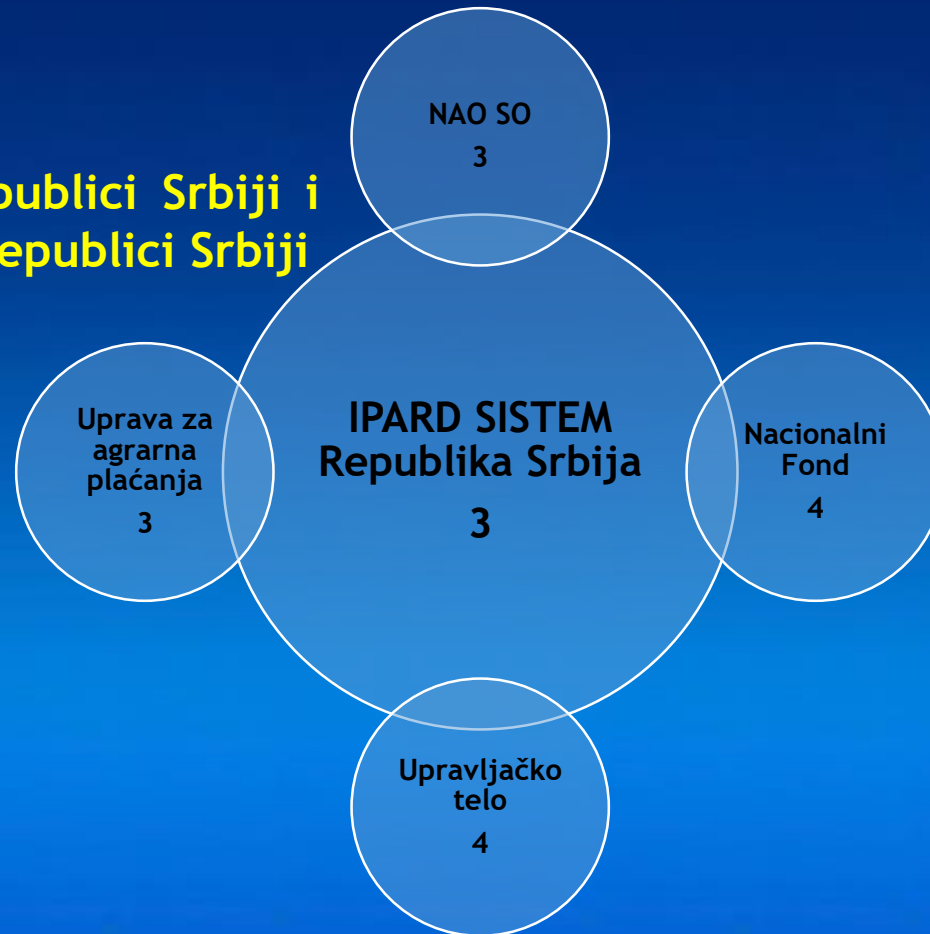 NAO SO
3
publici Srbiji i
epublici Srbiji
Uprava za
agrarna
plaćanja
3
IPARD SISTEM
Republika Srbija
3
Nacionalni
Fond
4
Upravljačko
telo
4